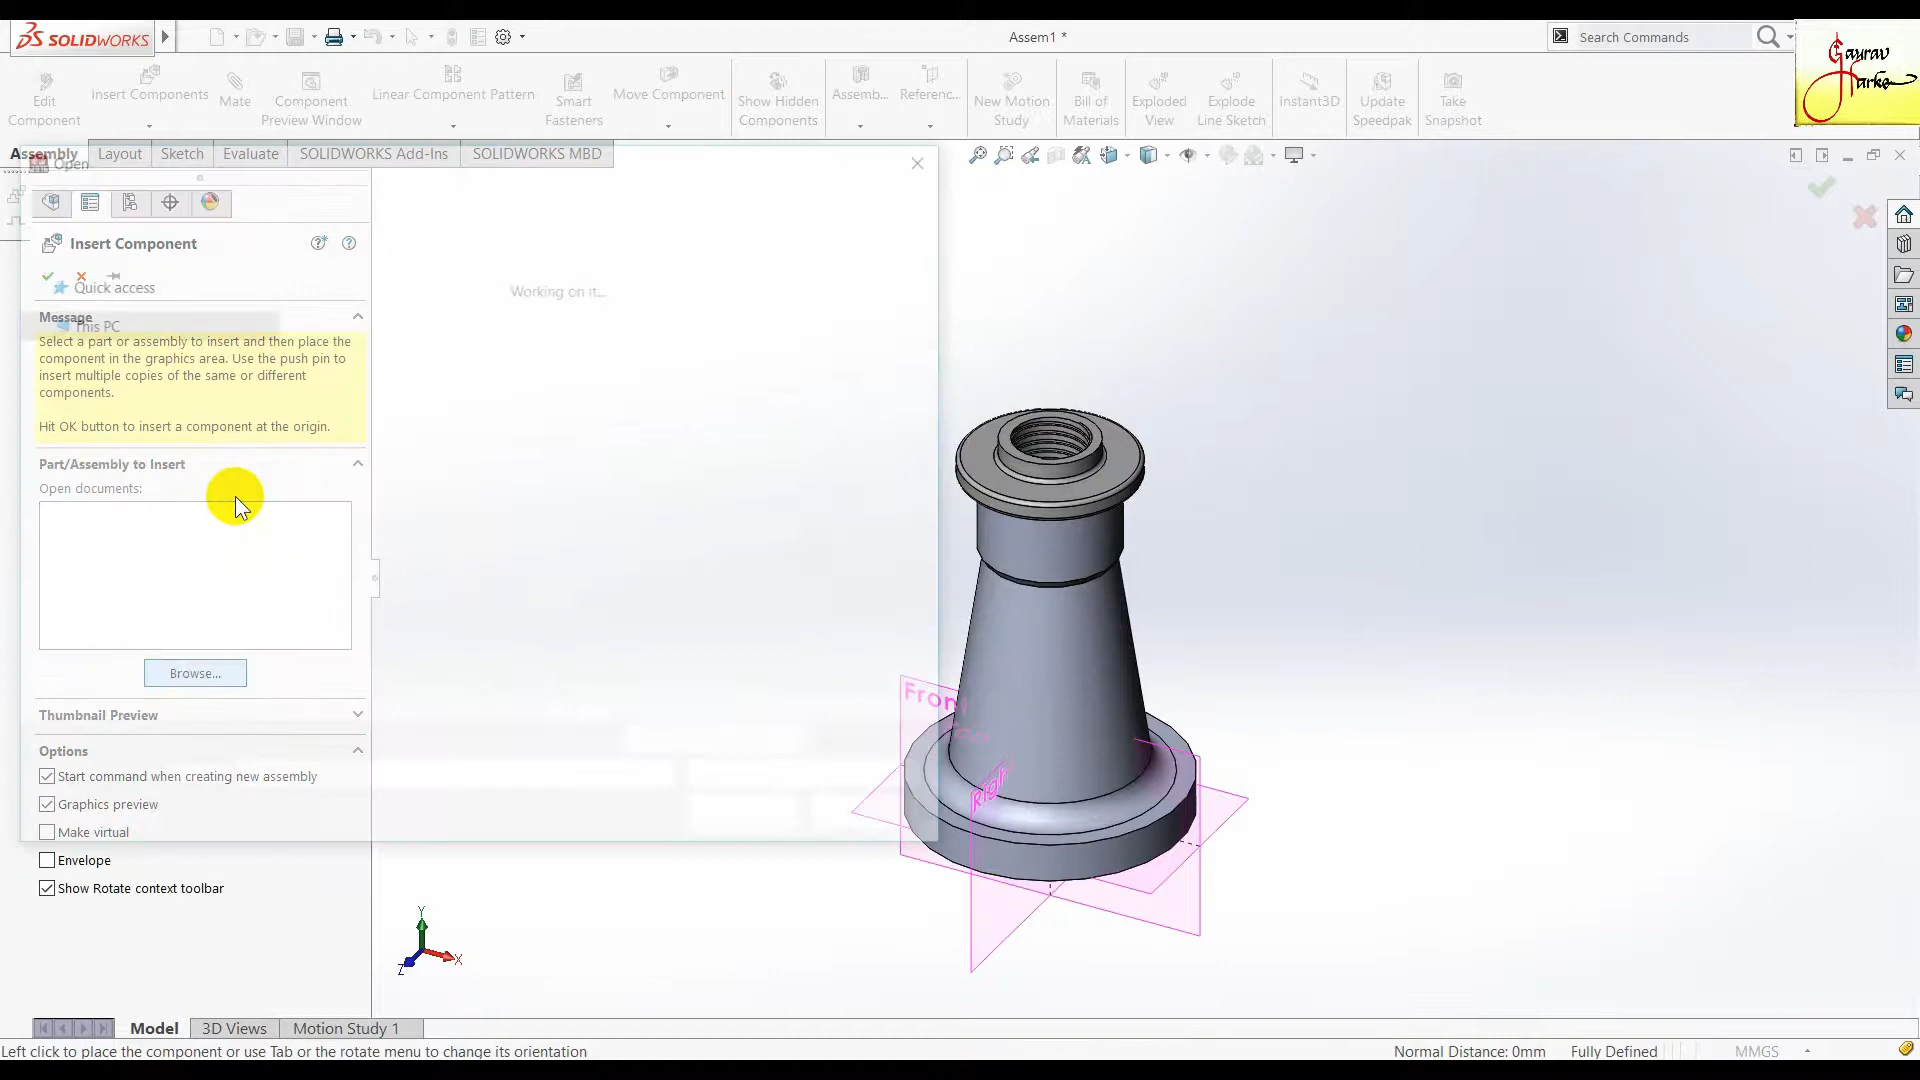 SOLIDWORKS
Assem1 *
Search Commands
Gaurav
Harke
Edit
Component
Insert Components
Mate
Component
Preview Window
Linear Component Pattern
Smart
Fasteners
Move Component
Show Hidden
Components
Assemb...
Referenc...
New Motion
Study
Bill of
Materials
Exploded
View
Explode
Line Sketch
Instant3D
Update
Speedpak
Take
Snapshot
Assembly
Layout
Sketch
Evaluate
SOLIDWORKS Add-Ins
SOLIDWORKS MBD
Open
Insert Component
Quick access
Working on it...
Message
This PC
Select a part or assembly to insert and then place the
component in the graphics area. Use the push pin to
insert multiple copies of the same or different
components.
Hit OK button to insert a component at the origin.
Part/Assembly to Insert
Open documents:
Browse...
Thumbnail Preview
Options
Start command when creating new assembly
Graphics preview
Make virtual
Envelope
Show Rotate context toolbar
Front
Right
Y
X
Z
Model
3D Views
Motion Study 1
Left click to place the component or use Tab or the rotate menu to change its orientation
Normal Distance: 0mm
Fully Defined
MMGS